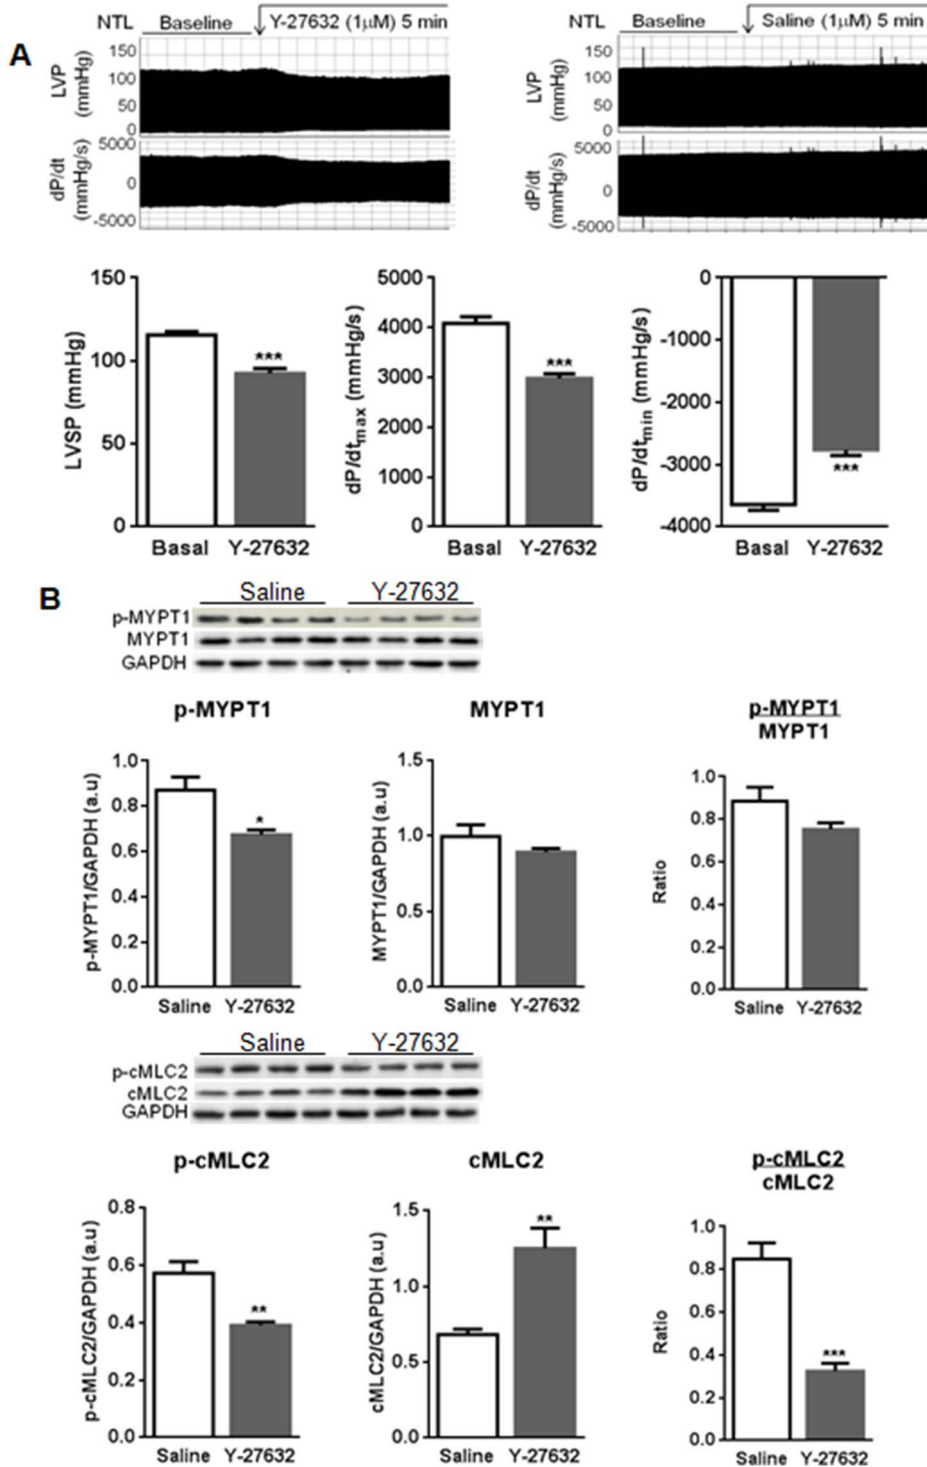 A
NTL Baseline Y-27632 (1µM) 5 min
LVP (mmHg)
150
100
50
0
dP/dt (mmHg/s)
5000
0
-5000
NTL Baseline Saline (1µM) 5 min
LVP (mmHg)
150
100
50
0
dP/dt (mmHg/s)
5000
0
-5000
LVSP (mmHg)
150
100
50
0
***
Basal Y-27632
dP/dtmax (mmHg/s)
5000
4000
3000
2000
1000
0
***
Basal Y-27632
dP/dtmin (mmHg/s)
0
-1000
-2000
-3000
-4000
***
Basal Y-27632
B
Saline Y-27632
p-MYPT1
MYPT1
GAPDH
p-MYPT1
p-MYPT1/GAPDH (a.u)
1.0
0.8
0.6
0.4
0.2
0.0
*
Saline Y-27632
MYPT1
MYPT1/GAPDH (a.u)
1.5
1.0
0.5
0.0
Saline Y-27632
p-MYPT1
MYPT1
Ratio
1.0
0.8
0.6
0.4
0.2
0.0
Saline Y-27632
Saline Y-27632
p-cMLC2
cMLC2
GAPDH
p-cMLC2
p-cMLC2/GAPDH (a.u)
0.8
0.6
0.4
0.2
0.0
**
Saline Y-27632
cMLC2
cMLC2/GAPDH (a.u)
1.5
1.0
0.5
0.0
**
Saline Y-27632
p-cMLC2
cMLC2
Ratio
1.0
0.8
0.6
0.4
0.2
0.0
***
Saline Y-27632